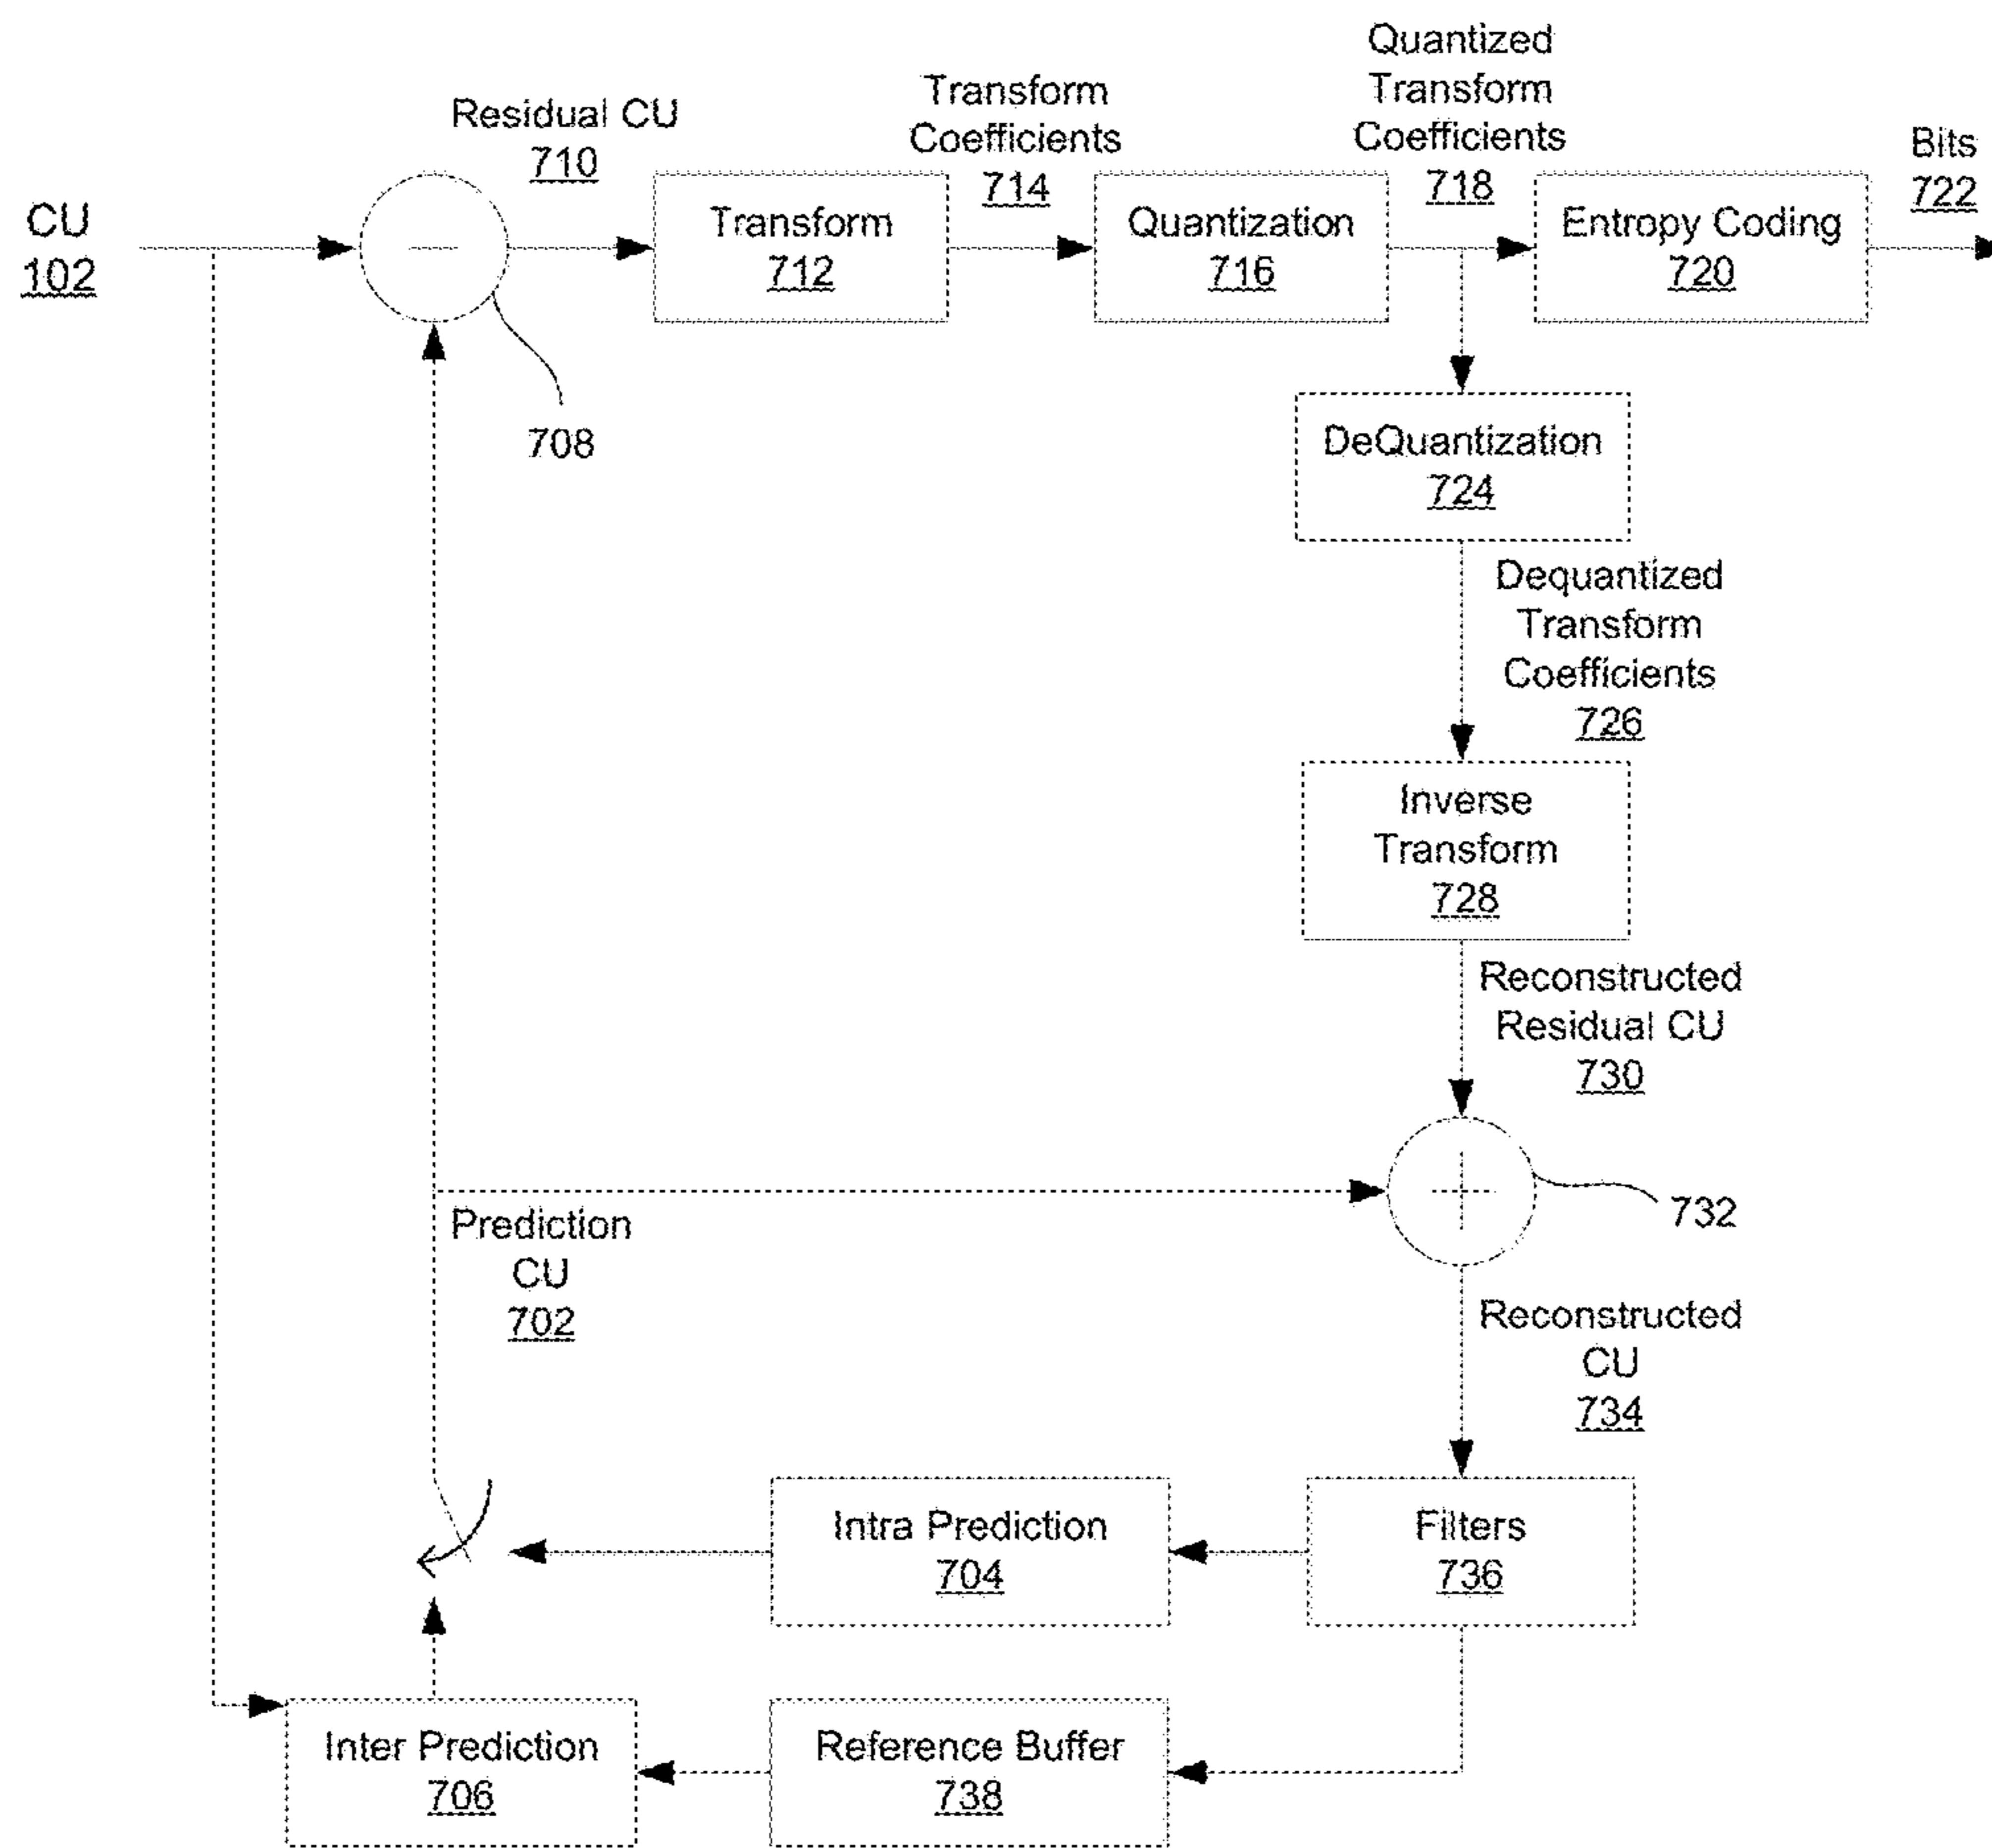 CU
102
Residual CU
710
708
Transform
712
Transform
Coefficients
714
Quantization
716
Quantized
Transform
Coefficients
718
Entropy Coding
720
Bits
722
DeQuantization
724
Dequantized
Transform
Coefficients
726
Inverse
Transform
728
Reconstructed
Residual CU
730
732
Prediction
CU
702
Reconstructed
CU
734
Intra Prediction
704
Filters
736
Inter Prediction
706
Reference Buffer
738